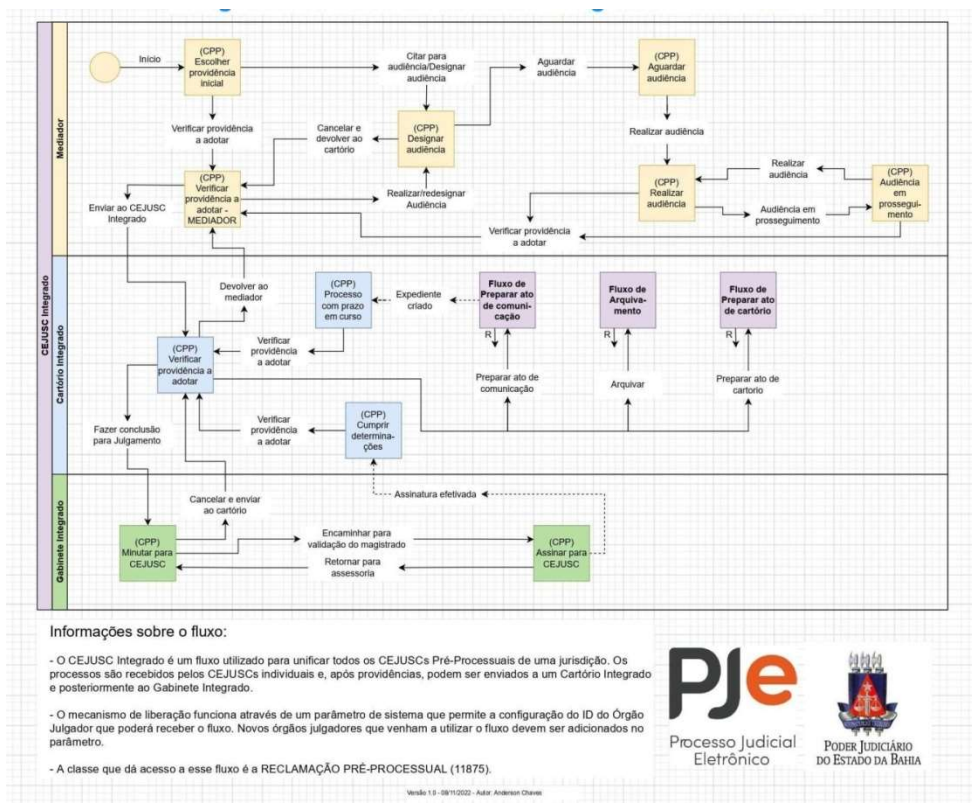 CEJUSC Integrado
Mediador
Início
(CPP)
Escolher
providência
inicial
Citar para
audiência/Designar
audiência
Aguardar
audiência
(CPP)
Aguardar
audiência
Verificar providência
a adotar
Cancelar e
devolver ao
cartório
(CPP)
Designar
audiência
Realizar audiência
Enviar ao CEJUSC
Integrado
(CPP)
Verificar
providência a
adotar -
MEDIADOR
Realizar/redesignar
Audiência
Verificar providência
a adotar
(CPP)
Realizar
audiência
Realizar
audiência
Audiência em
prosseguimento
(CPP)
Audiência
em
prossegui-
mento
Cartório Integrado
Devolver ao
mediador
(CPP)
Processo
com prazo
em curso
Expediente
criado
Fluxo de
Preparar ato
de comuni-
cação
Fluxo de
Arquiva-
mento
Fluxo de
Preparar ato
de cartório
R
R
R
(CPP)
Verificar
providência a
adotar
Verificar
providência
a adotar
Preparar ato de
comunicação
Arquivar
Preparar ato de
cartorio
Fazer conclusão
para Julgamento
Verificar
providência
a adotar
(CPP)
Cumprir
determina-
ções
Gabinete Integrado
Cancelar e enviar
ao cartório
Assinatura efetivada
(CPP)
Minutar para
CEJUSC
Encaminhar para
validação do magistrado
Retornar para
assessoria
(CPP)
Assinar para
CEJUSC
Informações sobre o fluxo:
- O CEJUSC Integrado é um fluxo utilizado para unificar todos os CEJUSCs Pré-Processuais de uma jurisdição. Os
processos são recebidos pelos CEJUSCs individuais e, após providências, podem ser enviados a um Cartório Integrado
e posteriormente ao Gabinete Integrado.
- O mecanismo de liberação funciona através de um parâmetro de sistema que permite a configuração do ID do Órgão
Julgador que poderá receber o fluxo. Novos órgãos julgadores que venham a utilizar o fluxo devem ser adicionados no
parâmetro.
- A classe que dá acesso a esse fluxo é a RECLAMAÇÃO PRÉ-PROCESSUAL (11875).
PJe
Processo Judicial
Eletrônico
PODER JUDICIÁRIO
DO ESTADO DA BAHIA
Versão 1.0 - 09/11/2022 - Autor: Anderson Chaves